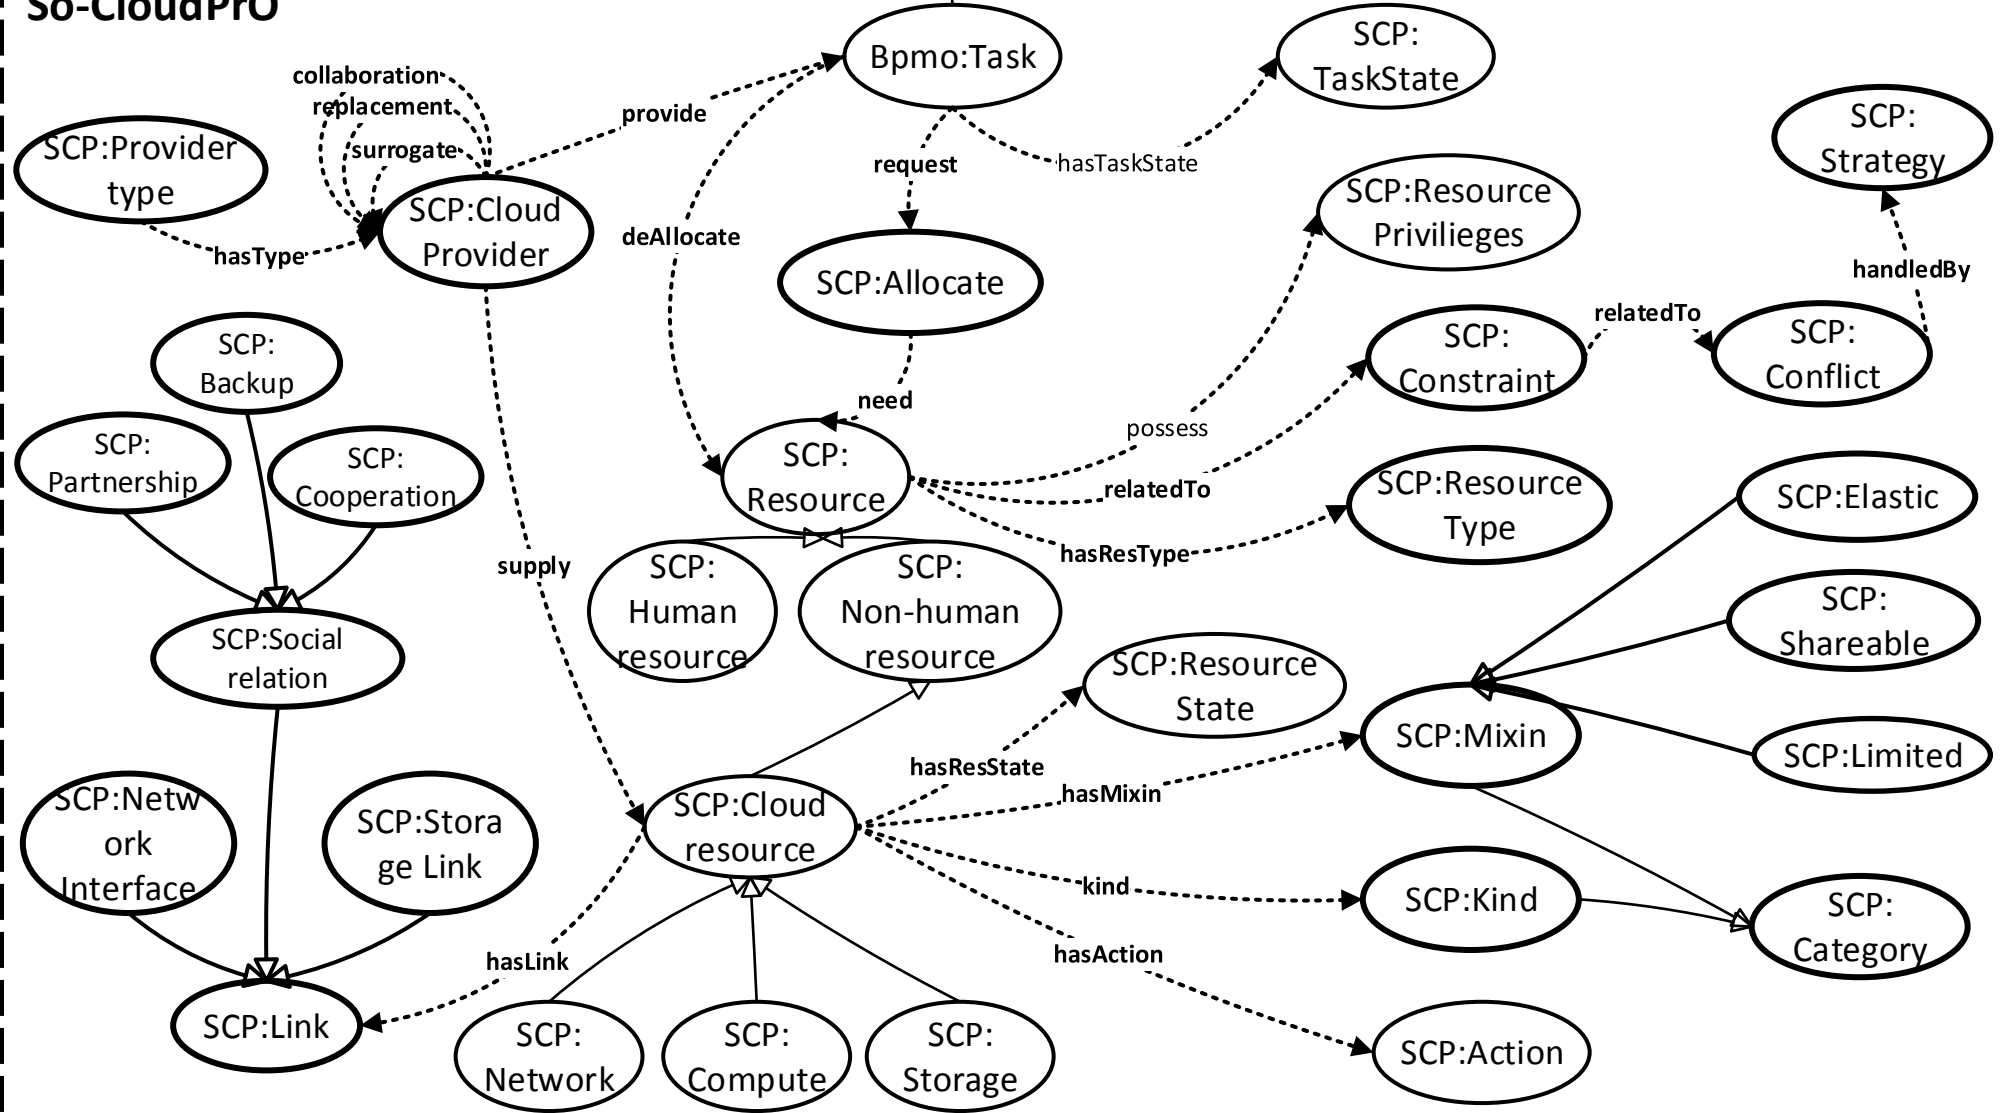 So-CloudPrO
collaboration
replacement
surrogate
SCP:Provider
type
hasType
SCP:Cloud
Provider
provide
Bpmo:Task
SCP:
TaskState
hasTaskState
request
deAllocate
SCP:Allocate
need
SCP:
Resource
SCP:Resource
Privilieges
possess
SCP:
Constraint
relatedTo
relatedTo
SCP:
Conflict
handledBy
SCP:
Strategy
SCP:Resource
Type
hasResType
SCP:
Backup
SCP:
Partnership
SCP:
Cooperation
SCP:Social
relation
supply
SCP:
Human
resource
SCP:
Non-human
resource
SCP:Elastic
SCP:
Shareable
SCP:Limited
SCP:Resource
State
SCP:Mixin
hasResState
hasMixin
SCP:Netw
ork
Interface
SCP:Stora
ge Link
SCP:Cloud
resource
kind
SCP:Kind
SCP:
Category
hasAction
hasLink
SCP:Link
SCP:
Network
SCP:
Compute
SCP:
Storage
SCP:Action